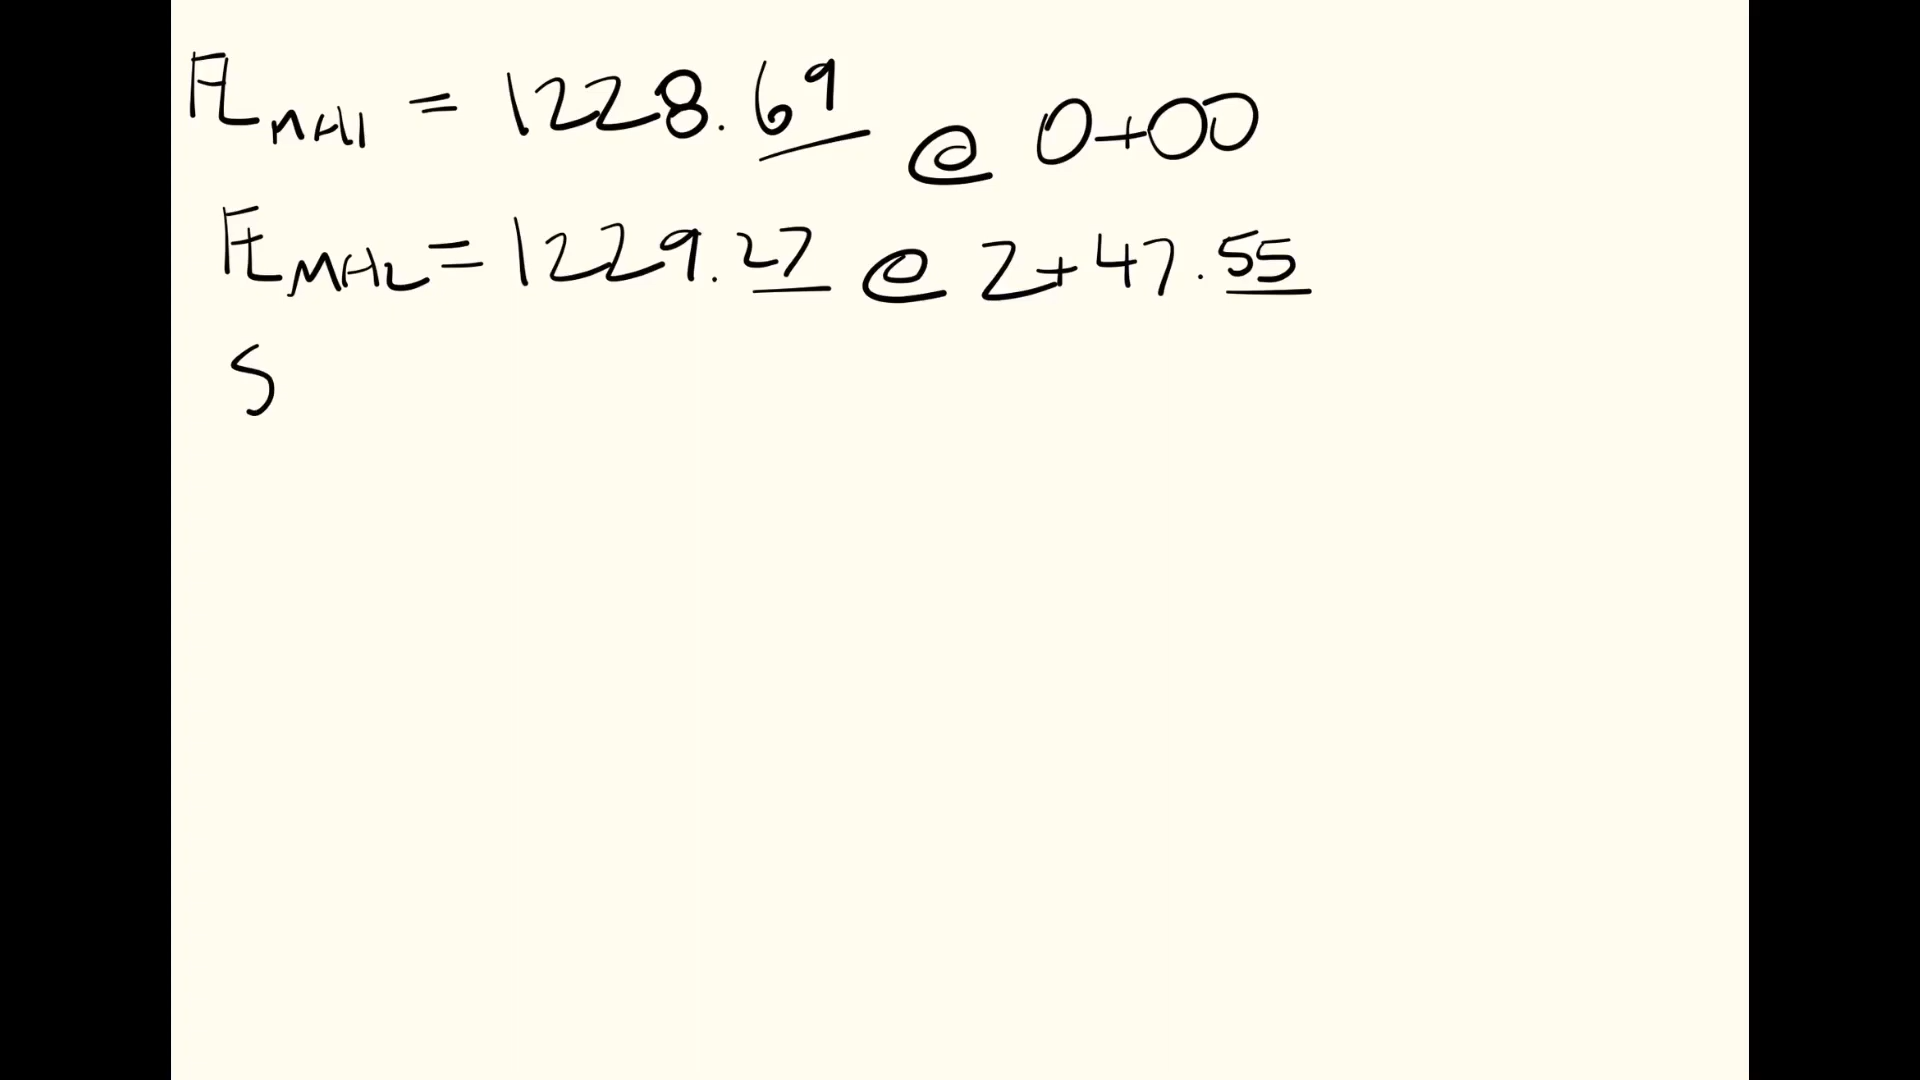 FL MH1 = 1228.69 @ 0+00
FL MH2 = 1229.27 @ 2+47.55
S